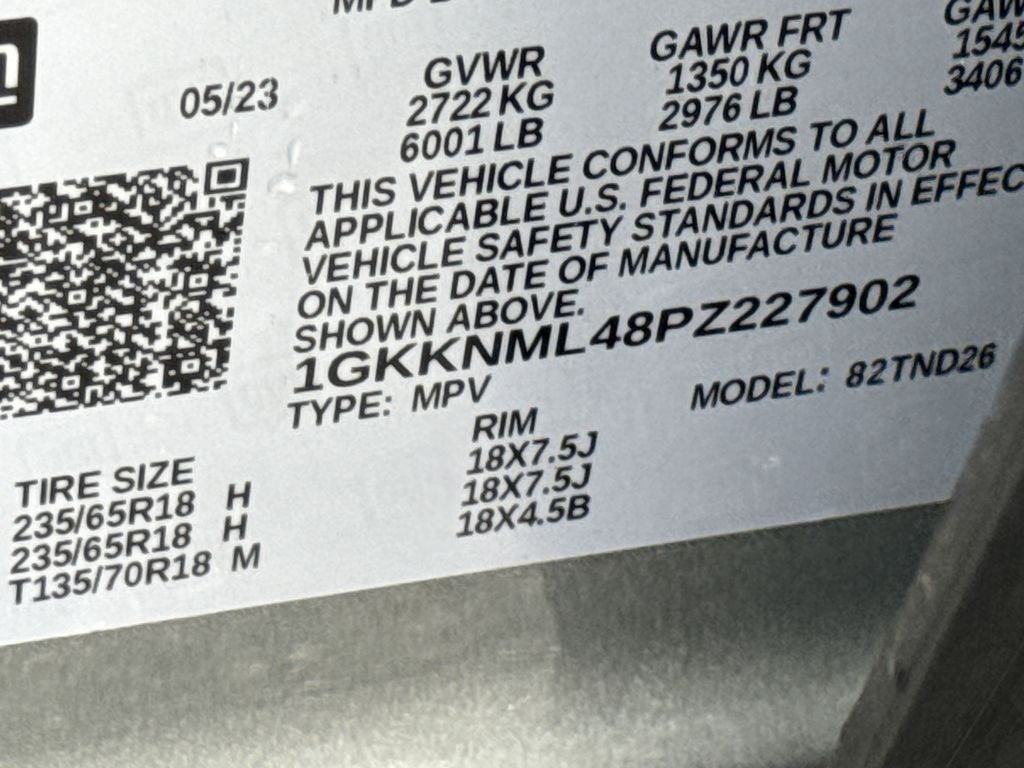 05/23
GVWR
2722 KG
6001 LB
GAWR FRT
1350 KG
2976 LB
THIS VEHICLE CONFORMS TO ALL
APPLICABLE U.S. FEDERAL MOTOR
VEHICLE SAFETY STANDARDS IN EFFEC
ON THE DATE OF MANUFACTURE
SHOWN ABOVE.
1GKKNML48PZ227902
TYPE: MPV MODEL: 82TND26
TIRE SIZE RIM
235/65R18 H 18X7.5J
235/65R18 H 18X7.5J
T135/70R18 M 18X4.5B